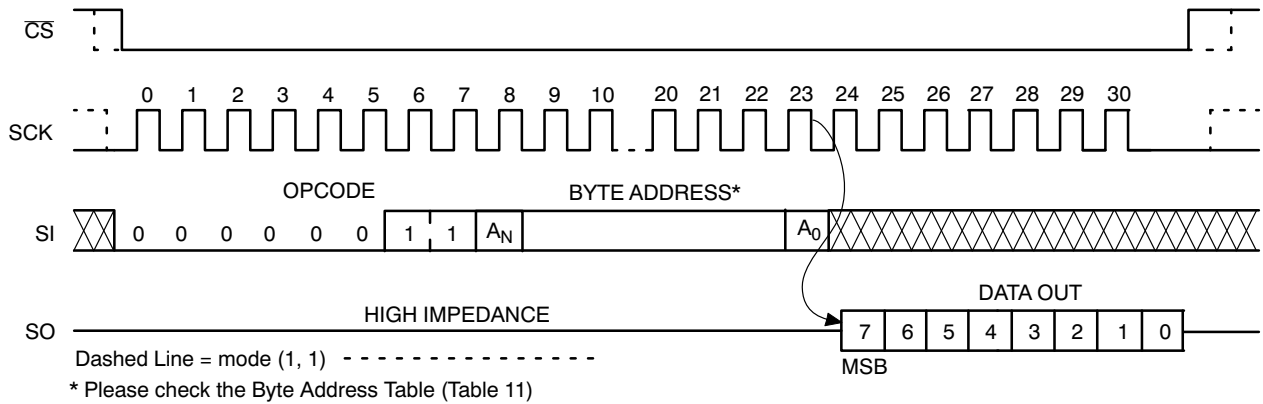 CS
0 1 2 3 4 5 6 7 8 9 10 20 21 22 23 24 25 26 27 28 29 30
SCK
OPCODE BYTE ADDRESS*
SI 0 0 0 0 0 0 1 1 AN A0
DATA OUT
HIGH IMPEDANCE
SO 7 6 5 4 3 2 1 0
Dashed Line = mode (1, 1) - - - - - - - - - - - - - - - -
MSB
* Please check the Byte Address Table (Table 11)